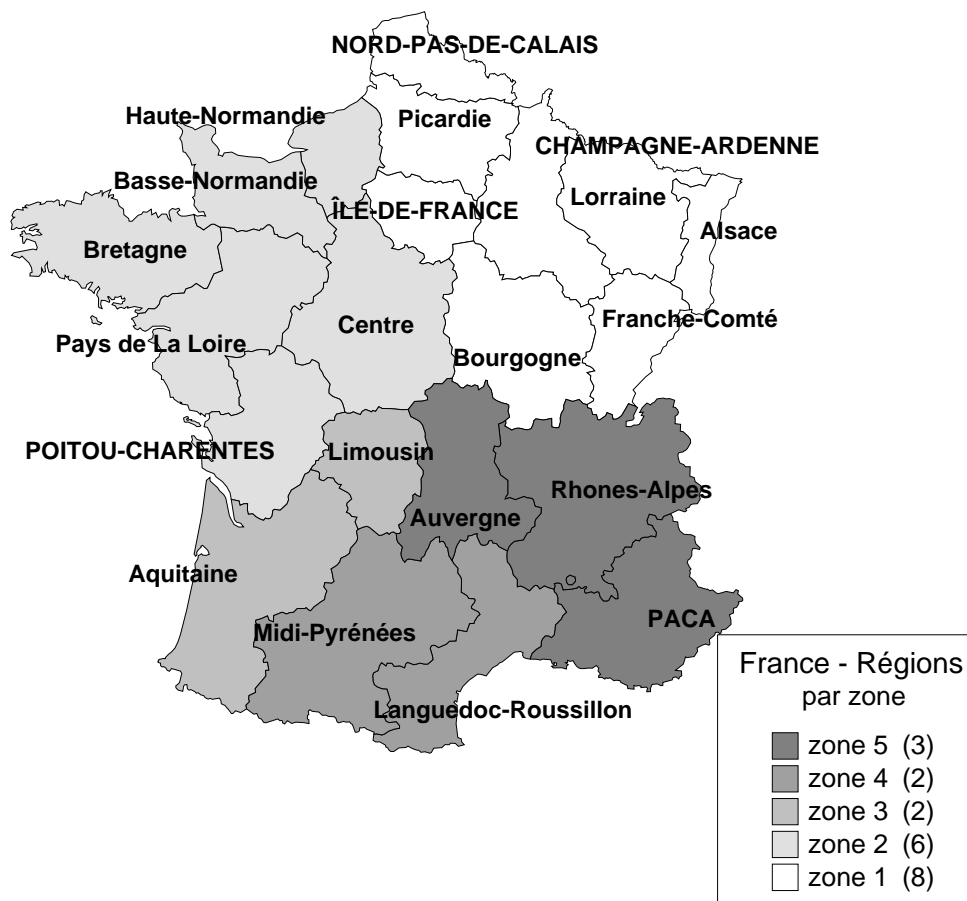 NORD-PAS-DE-CALAIS
Haute-Normandie
Picardie
CHAMPAGNE-ARDENNE
Basse-Normandie
Lorraine
ÎLE-DE-FRANCE
Alsace
Bretagne
Centre
Franche-Comté
Pays de La Loire
Bourgogne
POITOU-CHARENTES
Limousin
Rhones-Alpes
Auvergne
Aquitaine
Midi-Pyrénées
PACA
Languedoc-Roussillon
France - Régions
par zone
zone 5 (3)
zone 4 (2)
zone 3 (2)
zone 2 (6)
zone 1 (8)